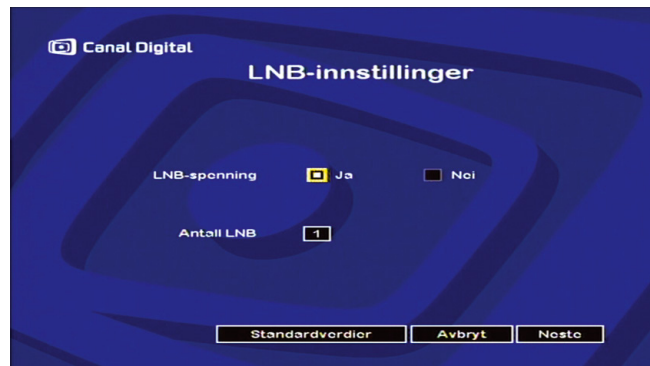 Canal Digital
LNB-innstillinger
LNB-spenning Ja Nei
Antall LNB 1
Standardverdier Avbryt Neste